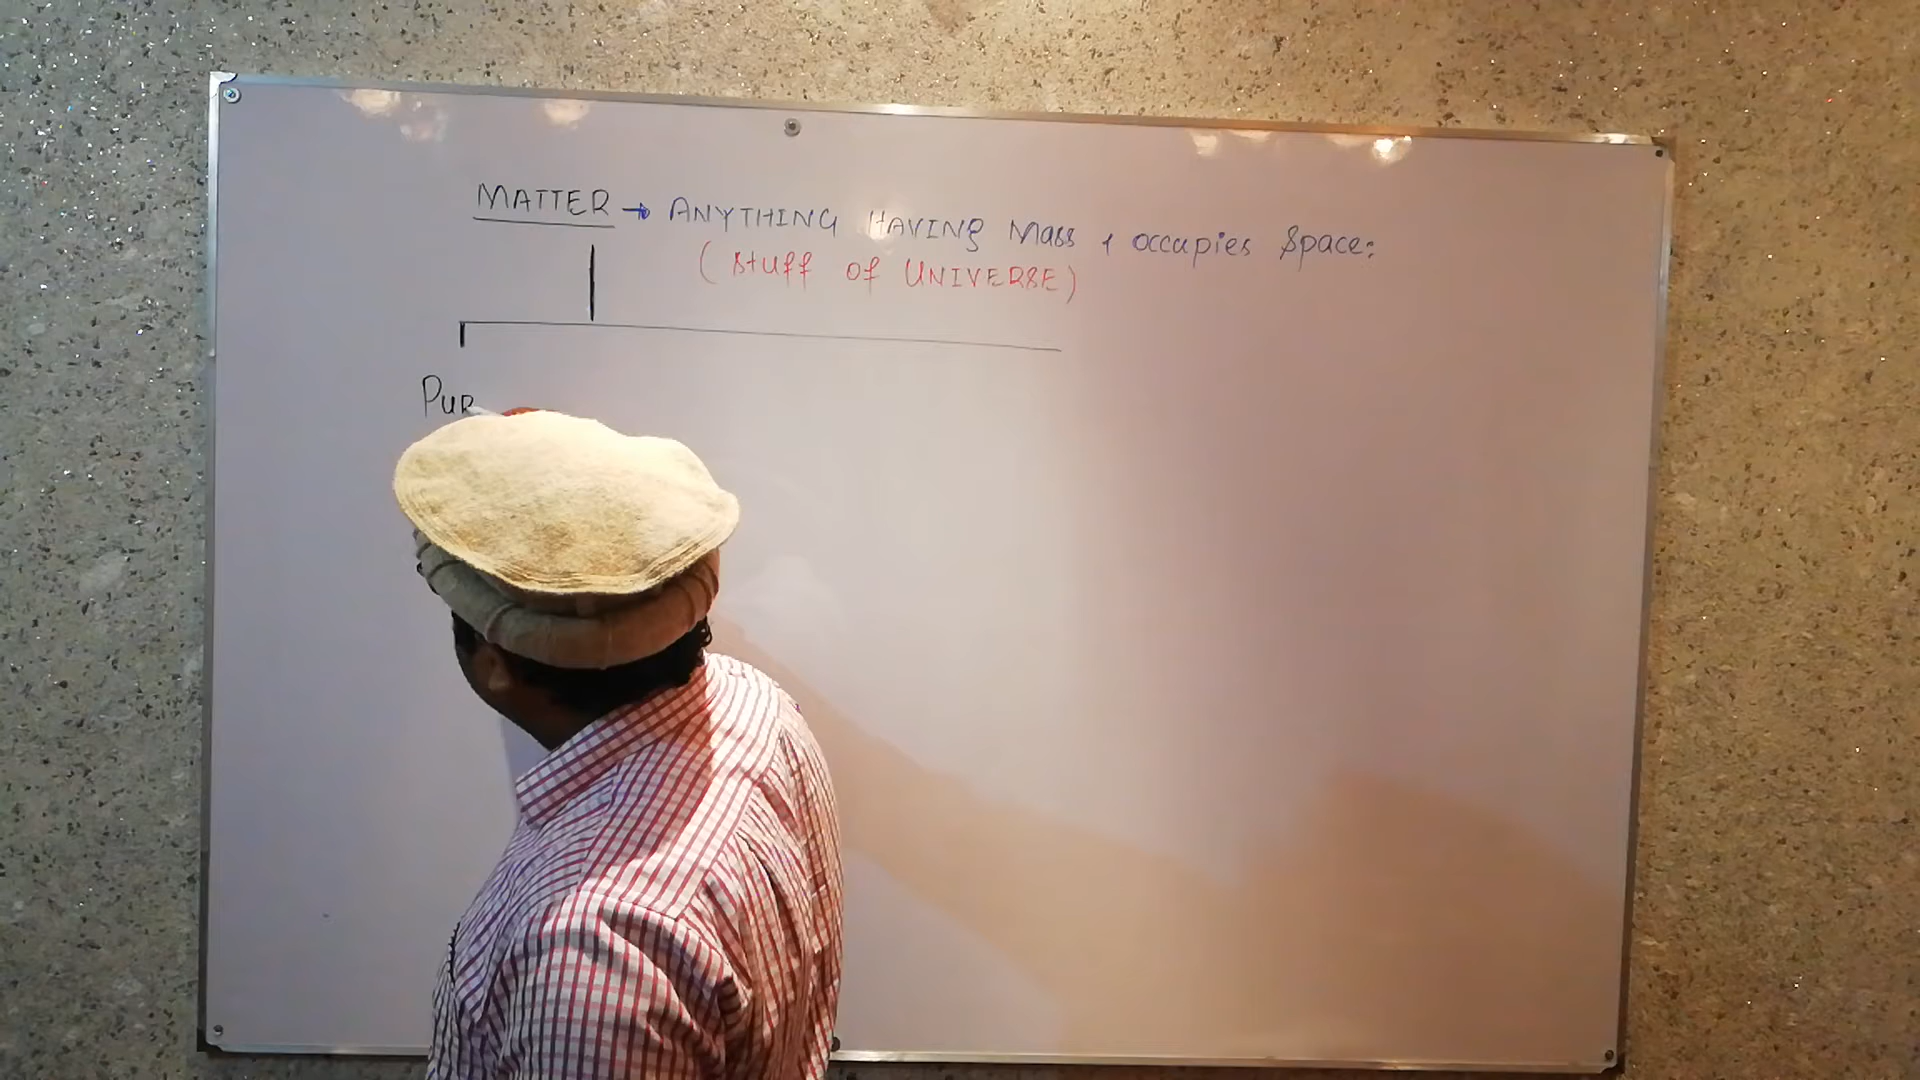 MATTER → ANYTHING HAVING Mass & occupies Space:
(stuff of UNIVERSE)
Pur